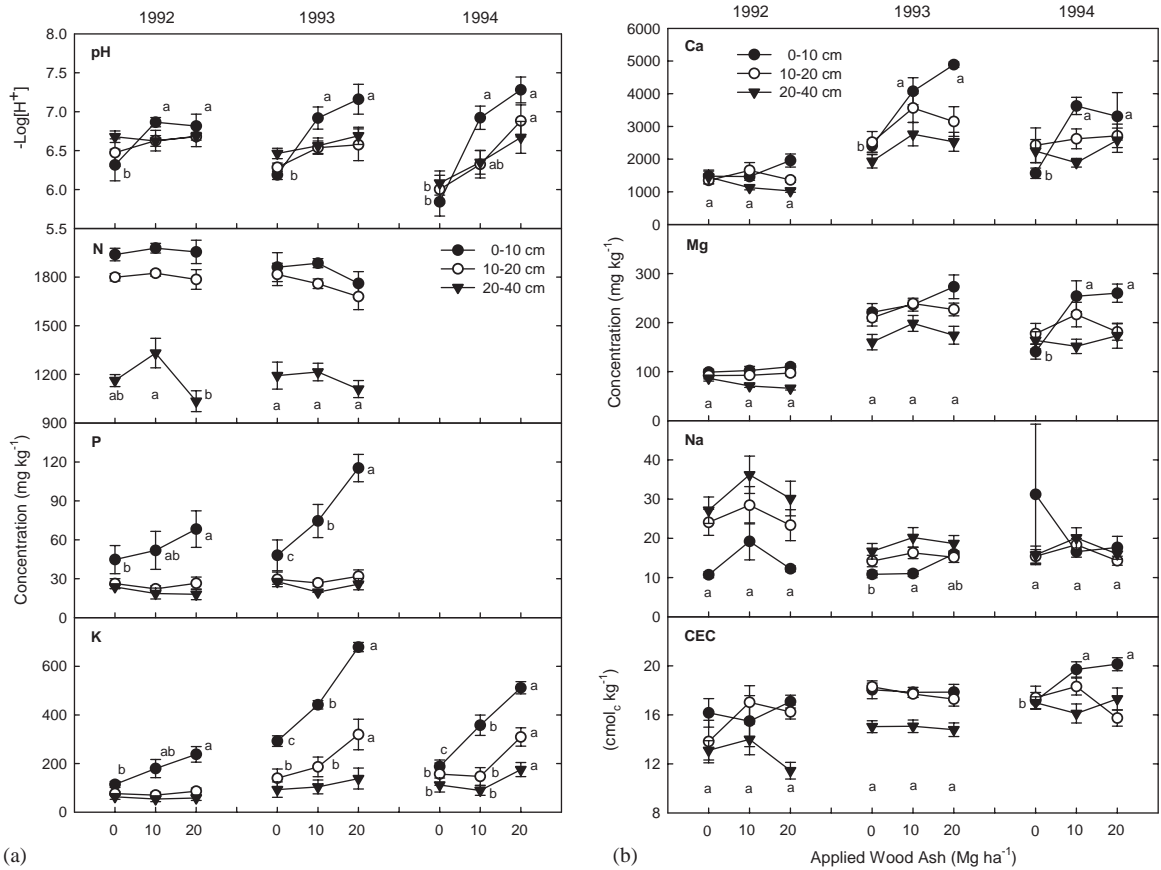 1992 1993 1994
8.0
pH
7.5
7.0
6.5
6.0
5.5
-Log[H+]
a a b
a a b
a a a ab b b
N
0-10 cm
10-20 cm
20-40 cm
1800
1500
1200
900
ab a b
a a a
P
120
90
60
30
0
b ab a
c b a
Concentration (mg kg-1)
K
600
400
200
0
b ab a
c b a b b a
c b a b b a b b a
0 10 20 0 10 20 0 10 20
(a)
1992 1993 1994
Ca
0-10 cm
10-20 cm
20-40 cm
6000
5000
4000
3000
2000
1000
0
a a a
b a a
b a a
Mg
300
200
100
0
a a a
a a a
b a a
Concentration (mg kg-1)
Na
40
30
20
10
0
a a a
b a ab
a a a
CEC
20
16
12
8
(cmolc kg-1)
a a a
a a a
b a a
0 10 20 0 10 20 0 10 20
Applied Wood Ash (Mg ha-1)
(b)